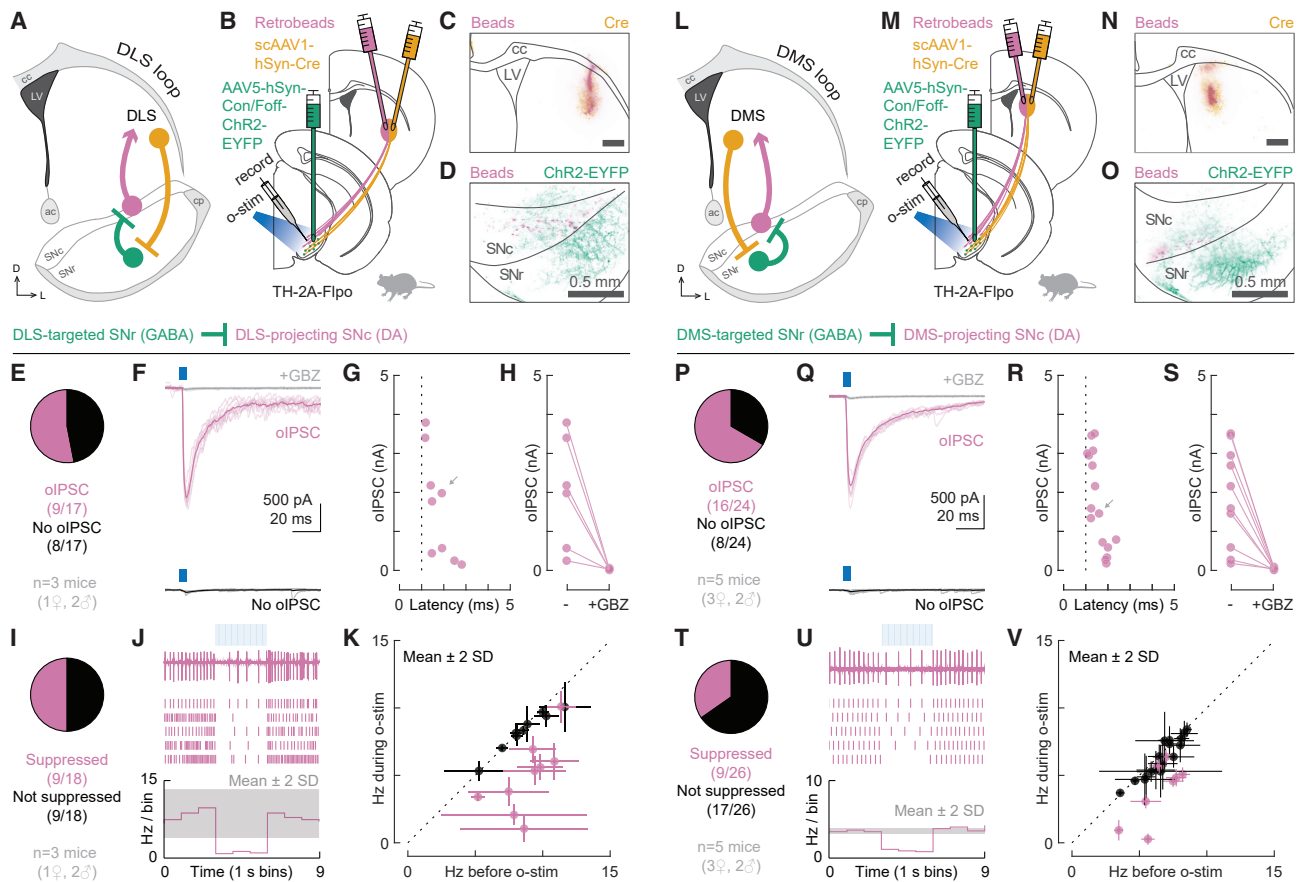 A
cc
LV
DLS loop
DLS
ac
cp
SNc
SNr
D
L
B
Retrobeads
scAAV1-
hSyn-Cre
AAV5-hSyn-
Con/Foff-
ChR2-
EYFP
record
o-stim
TH-2A-Flpo
C
Beads
Cre
cc
LV
D
Beads
ChR2-EYFP
SNc
SNr
0.5 mm
DLS-targeted SNr (GABA)
DLS-projecting SNc (DA)
E
oIPSC
(9/17)
No oIPSC
(8/17)
n=3 mice
(1♀, 2♂)
F
+GBZ
oIPSC
500 pA
20 ms
No oIPSC
G
5
oIPSC (nA)
0
0 Latency (ms) 5
H
5
oIPSC (nA)
0
- +GBZ
I
Suppressed
(9/18)
Not suppressed
(9/18)
n=3 mice
(1♀, 2♂)
J
15
Mean ± 2 SD
Hz / bin
0
0 Time (1 s bins) 9
K
15
Mean ± 2 SD
Hz during o-stim
0
0 Hz before o-stim 15
L
cc
LV
DMS loop
DMS
ac
cp
SNc
SNr
D
L
M
Retrobeads
scAAV1-
hSyn-Cre
AAV5-hSyn-
Con/Foff-
ChR2-
EYFP
record
o-stim
TH-2A-Flpo
N
Beads
Cre
cc
LV
O
Beads
ChR2-EYFP
SNc
SNr
0.5 mm
DMS-targeted SNr (GABA)
DMS-projecting SNc (DA)
P
oIPSC
(16/24)
No oIPSC
(8/24)
n=5 mice
(3♀, 2♂)
Q
+GBZ
oIPSC
500 pA
20 ms
No oIPSC
R
5
oIPSC (nA)
0
0 Latency (ms) 5
S
5
oIPSC (nA)
0
- +GBZ
T
Suppressed
(9/26)
Not suppressed
(17/26)
n=5 mice
(3♀, 2♂)
U
10
Mean ± 2 SD
Hz / bin
0
0 Time (1 s bins) 9
V
15
Mean ± 2 SD
Hz during o-stim
0
0 Hz before o-stim 15